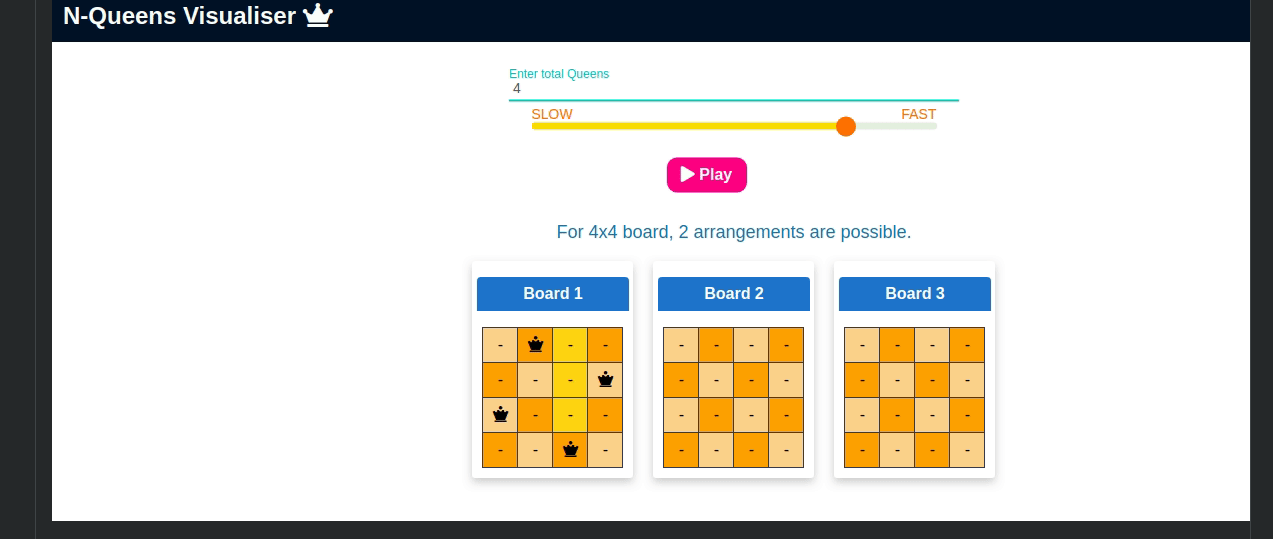 N-Queens Visualiser
Enter total Queens
4
SLOW FAST
Play
For 4x4 board, 2 arrangements are possible.
Board 1 Board 2 Board 3
- - - - - - - - - - -
- - - - - - - - - - -
- - - - - - - - - - -
- - - - - - - - - - -